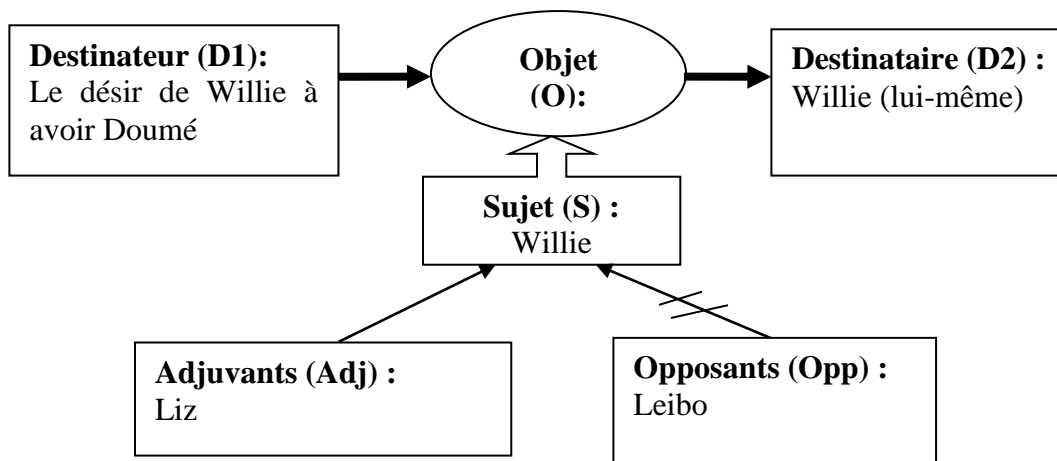 Destinateur (D1):
Le désir de Willie à
avoir Doumé
Objet
(O):
Destinataire (D2) :
Willie (lui-même)
Sujet (S) :
Willie
Adjuvants (Adj) :
Liz
Opposants (Opp) :
Leibo